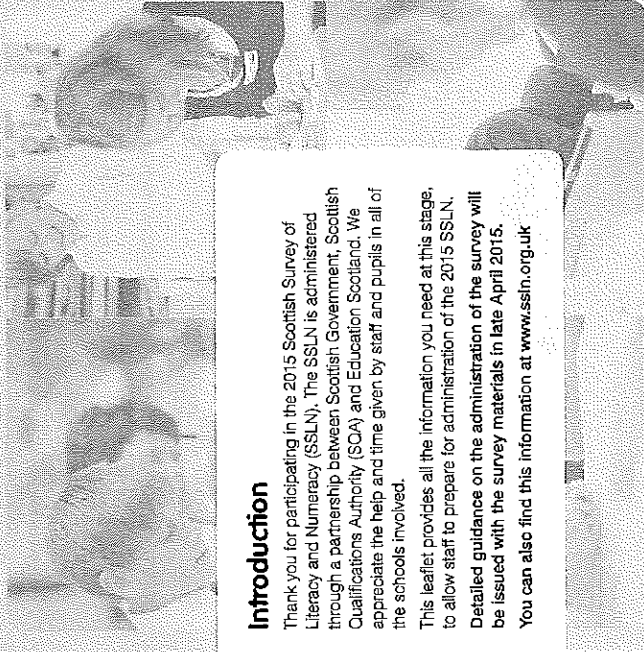 Introduction
Thank you for participating in the 2015 Scottish Survey of
Literacy and Numeracy (SSLN). The SSLN is administered
through a partnership between Scottish Government, Scottish
Qualifications Authority (SQA) and Education Scotland. We
appreciate the help and time given by staff and pupils in all of
the schools involved.
This leaflet provides all the information you need at this stage,
to allow staff to prepare for administration of the 2015 SSLN.
Detailed guidance on the administration of the survey will
be issued with the survey materials in late April 2015.
You can also find this information at www.ssln.org.uk